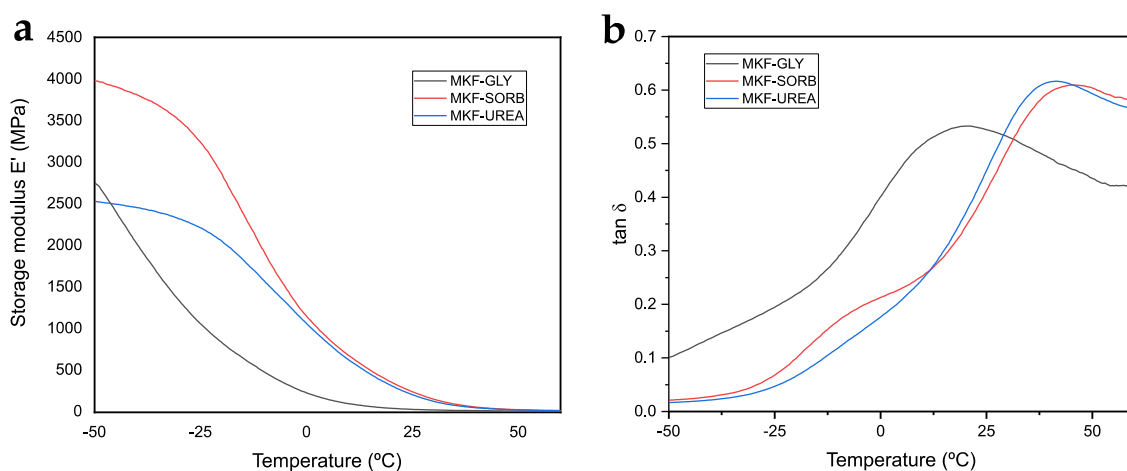 a
4500
4000
3500
3000
2500
2000
1500
1000
500
0
Storage modulus E' (MPa)
MKF-GLY
MKF-SORB
MKF-UREA
-50
-25
0
25
50
Temperature (ºC)
b
0.7
0.6
0.5
0.4
0.3
0.2
0.1
0.0
tan δ
MKF-GLY
MKF-SORB
MKF-UREA
-50
-25
0
25
50
Temperature (ºC)